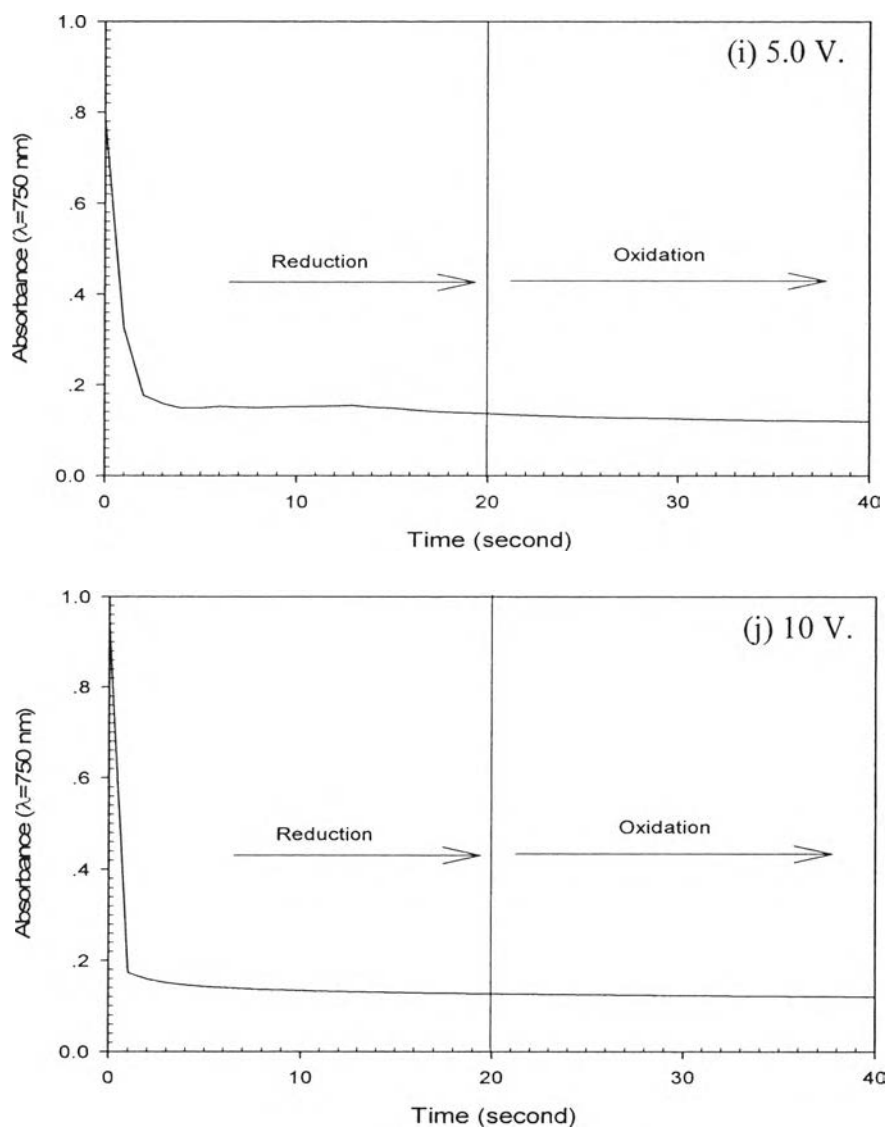 (i) 5.0 V.
Absorbance (λ=750 nm)
1.0
.8
.6
.4
.2
0.0
Reduction
Oxidation
0
10
20
30
40
Time (second)
(j) 10 V.
Absorbance (λ=750 nm)
1.0
.8
.6
.4
.2
0.0
Reduction
Oxidation
0
10
20
30
40
Time (second)